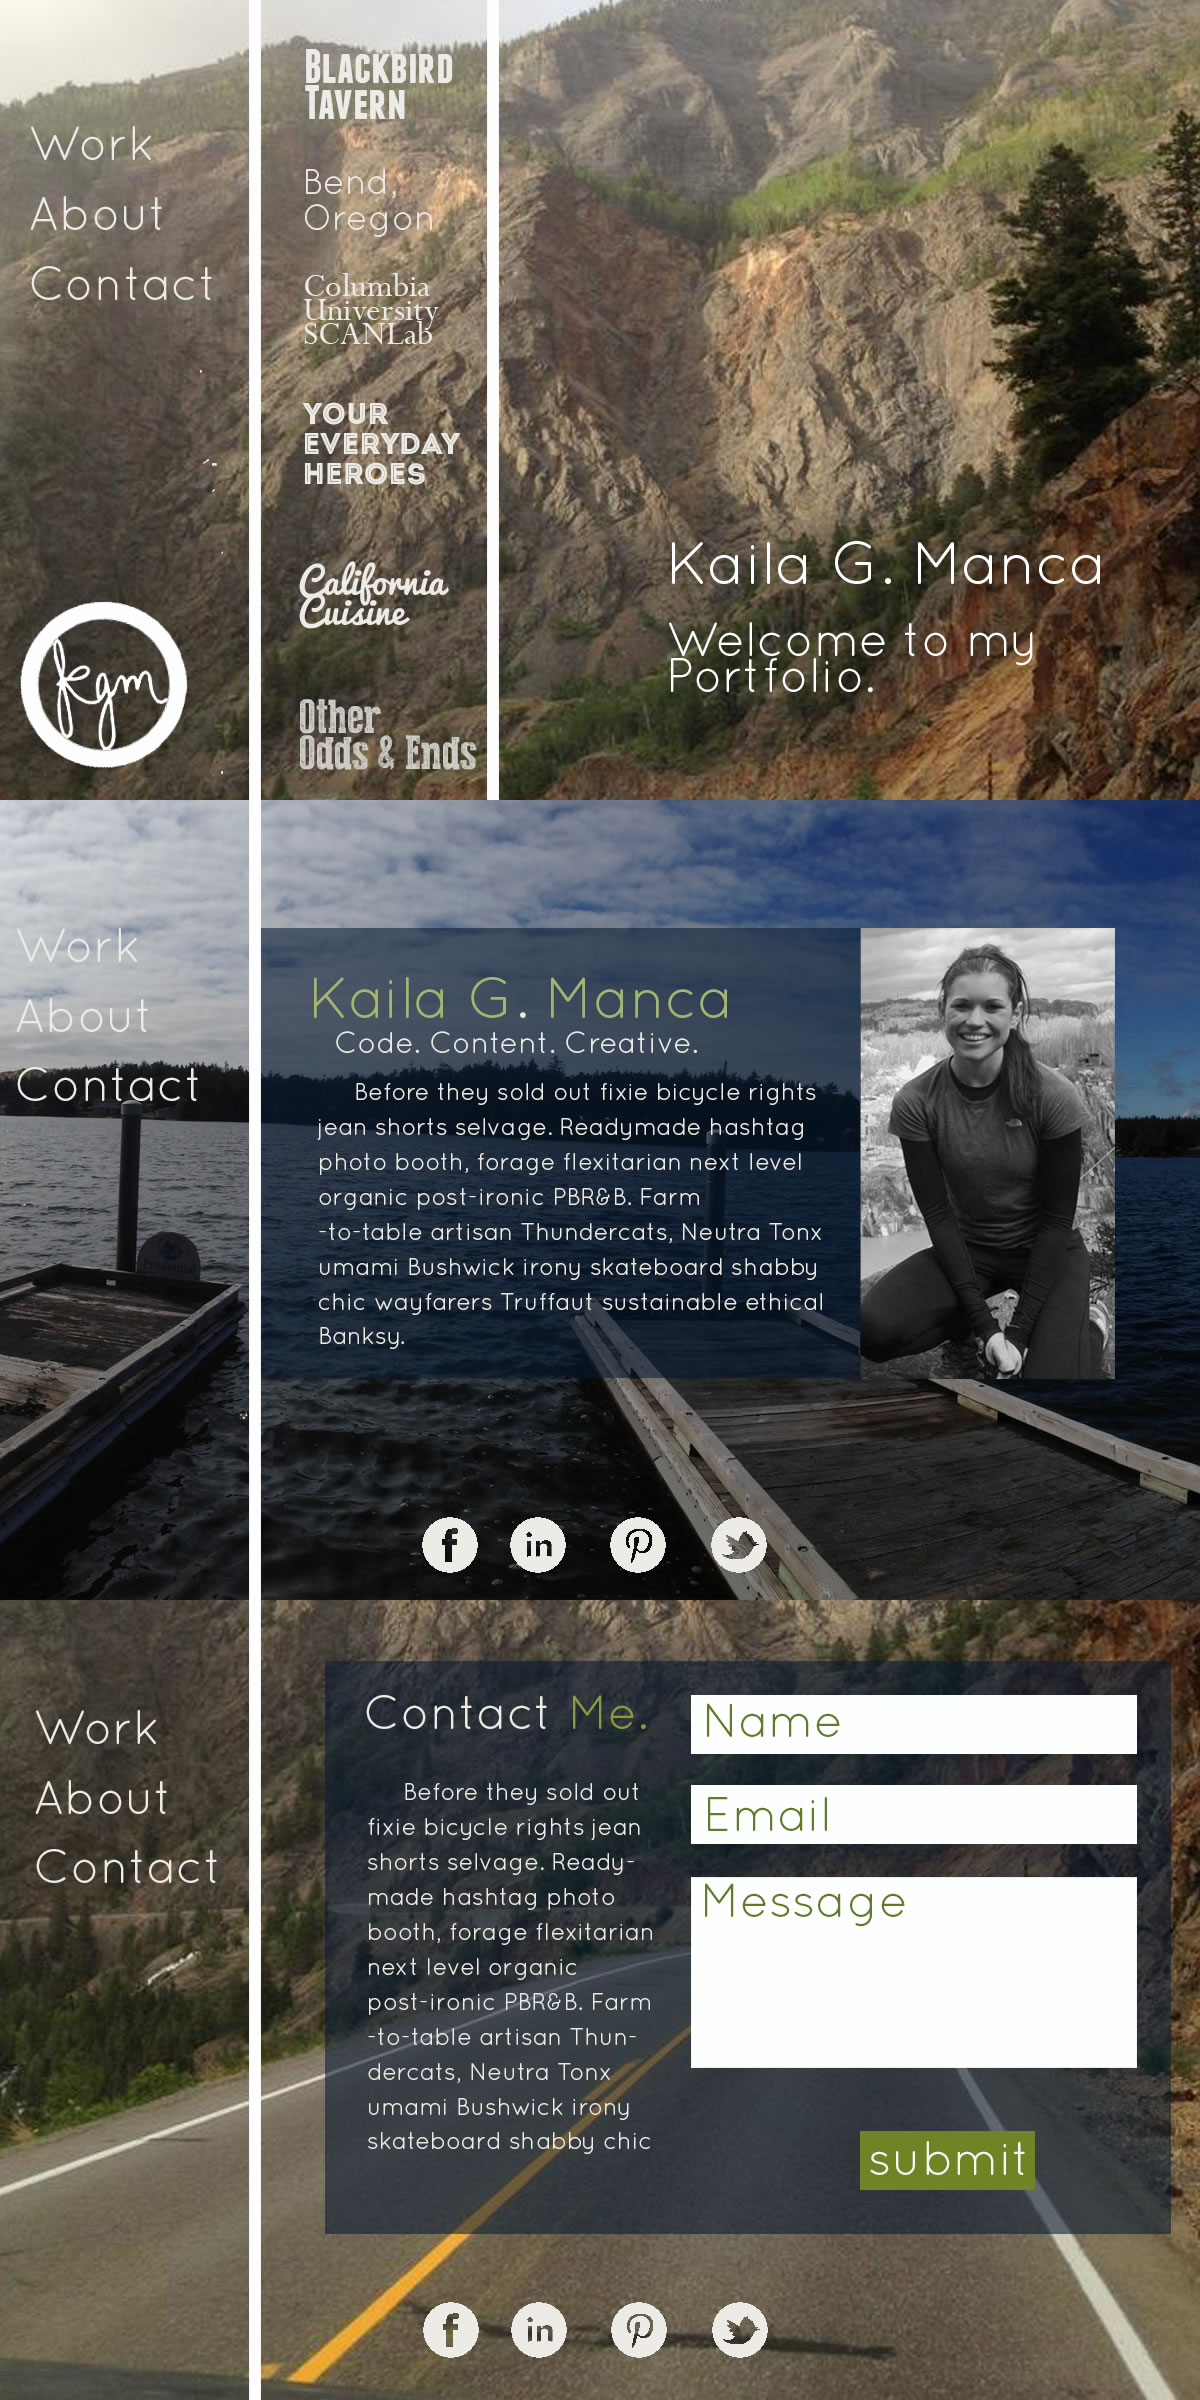 Work
About
Contact
kgm
BLACKBIRD
TAVERN
Bend,
Oregon
Columbia
University
SCANLab
YOUR
EVERYDAY
HEROES
California
Cuisine
Other
Odds & Ends
Kaila G. Manca
Welcome to my
Portfolio.
Work
About
Contact
Prudential
Kaila G. Manca
Code. Content. Creative.
Before they sold out fixie bicycle rights
jean shorts selvage. Readymade hashtag
photo booth, forage flexitarian next level
organic post-ironic PBR&B. Farm
-to-table artisan Thundercats, Neutra Tonx
umami Bushwick irony skateboard shabby
chic wayfarers Truffaut sustainable ethical
Banksy.
f
in
Work
About
Contact
Contact Me.
Before they sold out
fixie bicycle rights jean
shorts selvage. Ready-
made hashtag photo
booth, forage flexitarian
next level organic
post-ironic PBR&B. Farm
-to-table artisan Thun-
dercats, Neutra Tonx
umami Bushwick irony
skateboard shabby chic
Name
Email
Message
submit
f
in